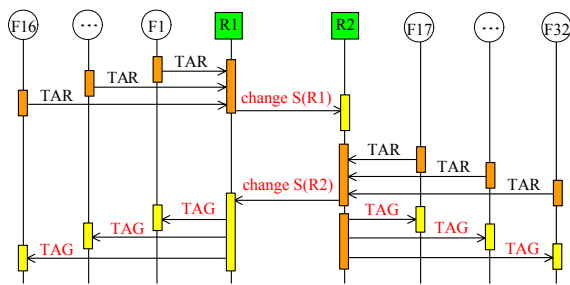 F16 ... F1 R1 R2 F17 ... F32
TAR
TAR
TAR
change S(R1)
TAR
TAR
TAR
change S(R2)
TAG
TAG
TAG
TAG
TAG
TAG